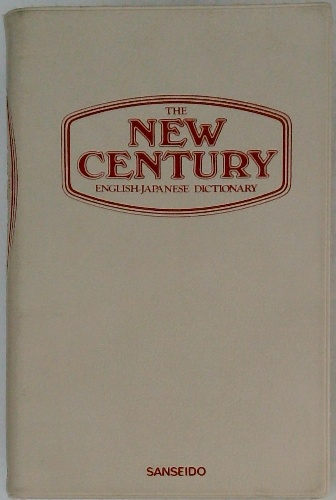 THE
NEW
CENTURY
ENGLISH-JAPANESE DICTIONARY
SANSEIDO